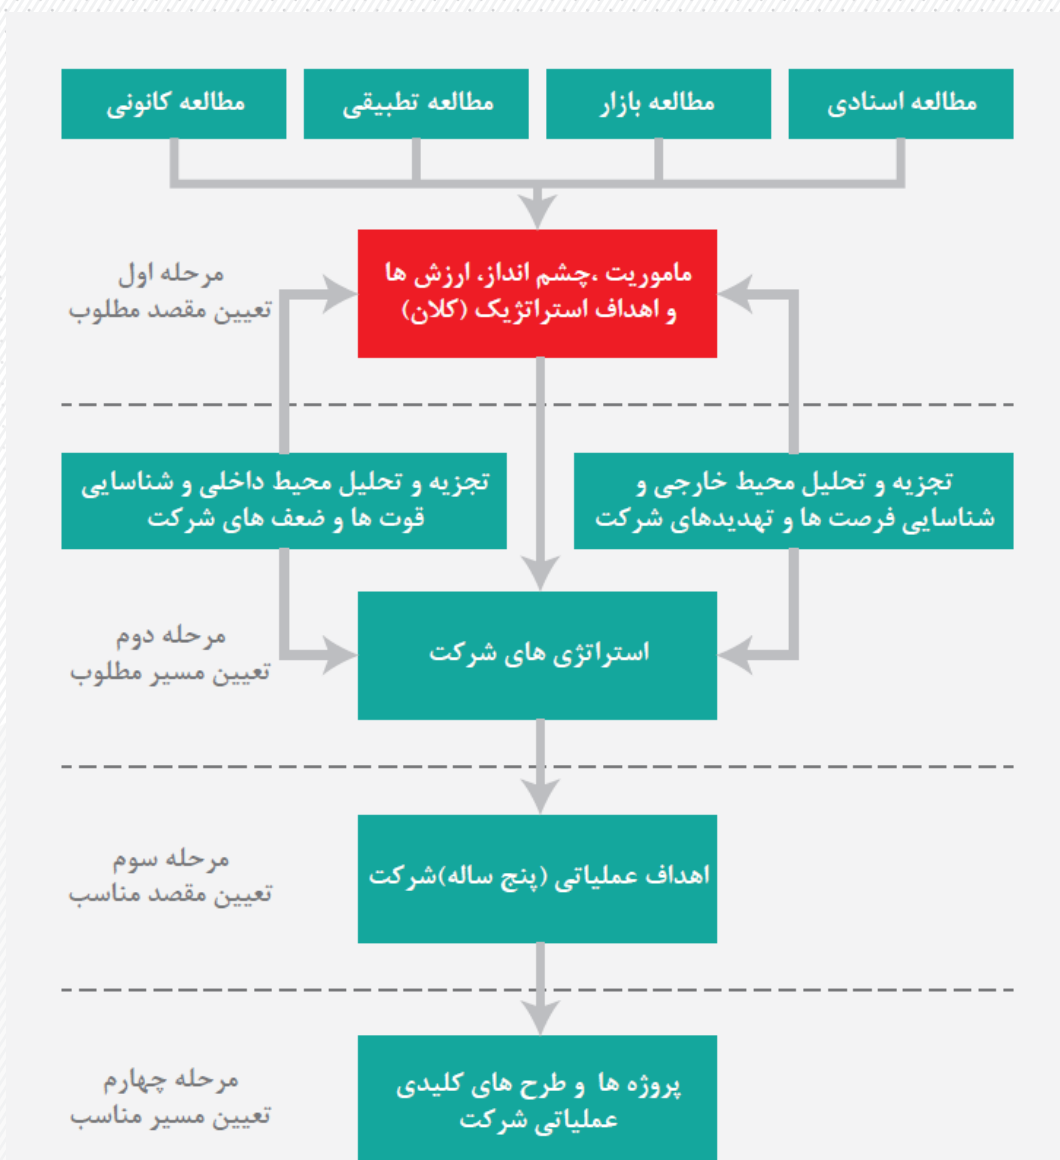 مطالعه اسنادی
مطالعه بازار
مطالعه تطبیقی
مطالعه کانونی
مرحله اول
تعیین مقصد مطلوب
ماموریت ،چشم انداز، ارزش ها
و اهداف استراتژیک (کلان)
تجزیه و تحلیل محیط خارجی و
شناسایی فرصت ها و تهدیدهای شرکت
تجزیه و تحلیل محیط داخلی و شناسایی
قوت ها و ضعف های شرکت
مرحله دوم
تعیین مسیر مطلوب
استراتژی های شرکت
مرحله سوم
تعیین مقصد مناسب
اهداف عملیاتی (پنج ساله)شرکت
مرحله چهارم
تعیین مسیر مناسب
پروژه ها و طرح های کلیدی
عملیاتی شرکت